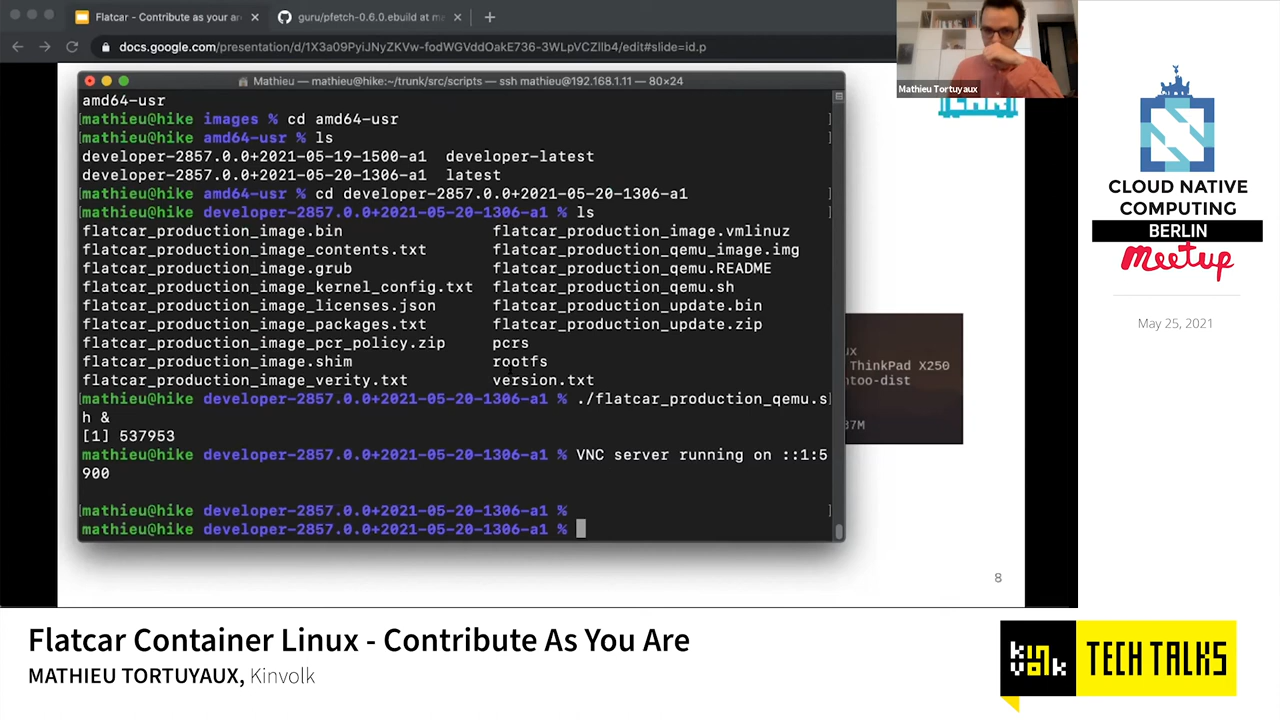 Flatcar - Contribute as your are
guru/pfetch-0.6.0.ebuild at me
docs.google.com/presentation/d/1X3a09PyiJNyZKVw-fodWGVddOakE736-3WLpVCZllb4/edit#slide=id.p
Mathieu — mathieu@hike:~/trunk/src/scripts — ssh mathieu@192.168.1.11 — 80×24
amd64-usr
[mathieu@hike images % cd amd64-usr ]
[mathieu@hike amd64-usr % ls ]
developer-2857.0.0+2021-05-19-1500-a1 developer-latest
developer-2857.0.0+2021-05-20-1306-a1 latest
[mathieu@hike amd64-usr % cd developer-2857.0.0+2021-05-20-1306-a1 ]
[mathieu@hike developer-2857.0.0+2021-05-20-1306-a1 % ls ]
flatcar_production_image.bin flatcar_production_image.vmlinuz
flatcar_production_image_contents.txt flatcar_production_qemu_image.img
flatcar_production_image.grub flatcar_production_qemu.README
flatcar_production_image_kernel_config.txt flatcar_production_qemu.sh
flatcar_production_image_licenses.json flatcar_production_update.bin
flatcar_production_image_packages.txt flatcar_production_update.zip
flatcar_production_image_pcr_policy.zip pcrs
flatcar_production_image.shim rootfs
flatcar_production_image_verity.txt version.txt
[mathieu@hike developer-2857.0.0+2021-05-20-1306-a1 % ./flatcar_production_qemu.s]
h &
[1] 537953
mathieu@hike developer-2857.0.0+2021-05-20-1306-a1 % VNC server running on ::1:5
900
[mathieu@hike developer-2857.0.0+2021-05-20-1306-a1 % ]
mathieu@hike developer-2857.0.0+2021-05-20-1306-a1 %
ux
ThinkPad X250
ntoo-dist
37M
8
Mathieu Tortuyaux
CLOUD NATIVE
COMPUTING
BERLIN
Meetup
May 25, 2021
Flatcar Container Linux - Contribute As You Are
MATHIEU TORTUYAUX, Kinvolk
kin
volk
TECH TALKS